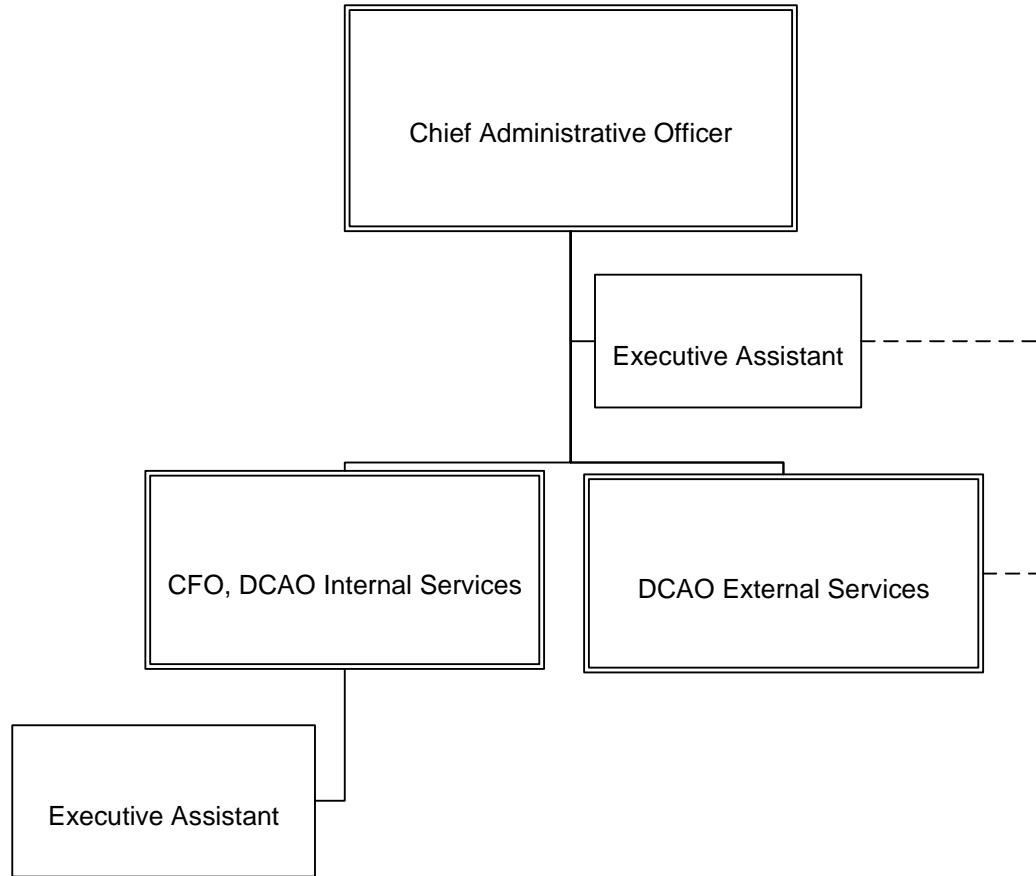 Chief Administrative Officer
Executive Assistant
CFO, DCAO Internal Services
DCAO External Services
Executive Assistant